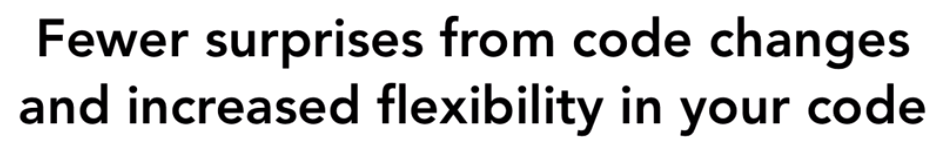 Fewer surprises from code changes
and increased flexibility in your code